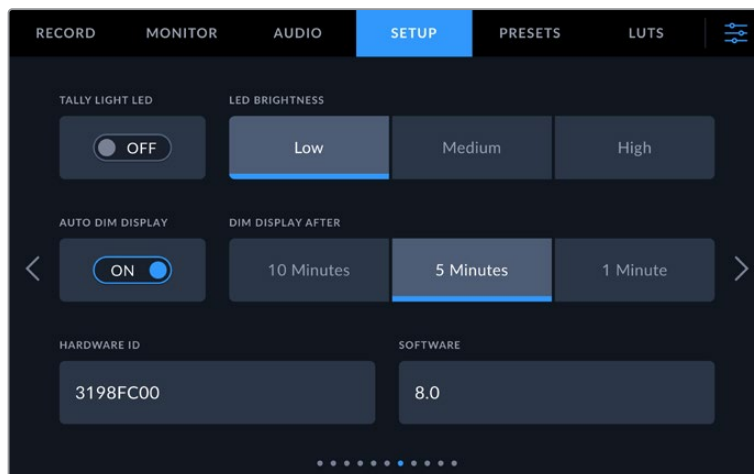 RECORD MONITOR AUDIO SETUP PRESETS LUTS
TALLY LIGHT LED LED BRIGHTNESS
OFF Low Medium High
AUTO DIM DISPLAY DIM DISPLAY AFTER
ON 10 Minutes 5 Minutes 1 Minute
HARDWARE ID SOFTWARE
3198FC00 8.0